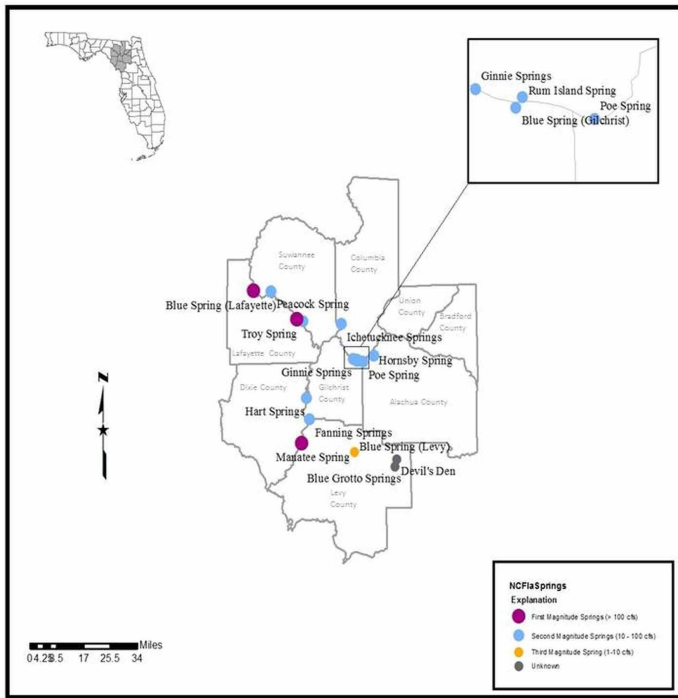 Ginnie Springs
Rum Island Spring
Poe Spring
Blue Spring (Gilchrist)
Suwannee
County
Columbia
County
Union
County
Bradford
County
Blue Spring (Lafayette)
Peacock Spring
Troy Spring
Ichetucknee Springs
Lafayette County
Hornsby Spring
Ginnie Springs
Poe Spring
Dixie County
Gilchrist
County
Alachua County
Hart Springs
Fanning Springs
Blue Spring (Levy)
Manatee Spring
Devil's Den
Blue Grotto Springs
Levy
County
N
Miles
0 4.25 8.5 17 25.5 34
NCFlaSprings
Explanation
First Magnitude Springs (> 100 cfs)
Second Magnitude Springs (10 - 100 cfs)
Third Magnitude Spring (1-10 cfs)
Unknown